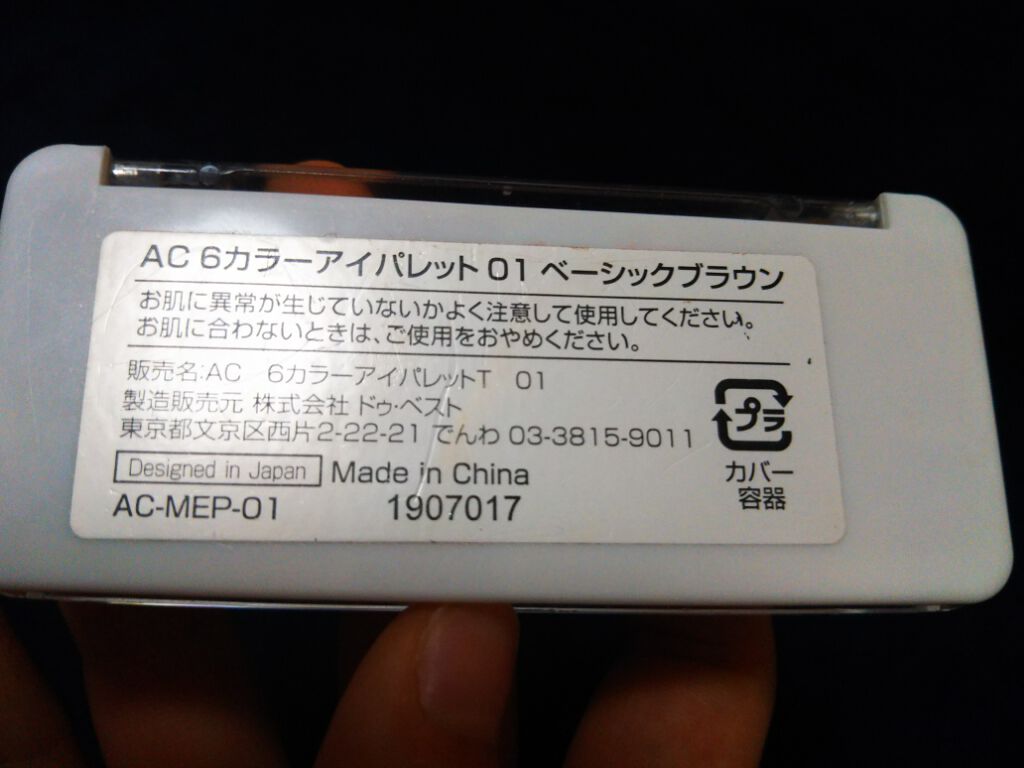 AC 6カラーアイパレット 01 ベーシックブラウン
お肌に異常が生じていないかよく注意して使用してください。
お肌に合わないときは、ご使用をおやめください。
販売名:AC 6カラーアイパレットT 01
製造販売元 株式会社 ドゥ・ベスト
東京都文京区西片2-22-21 でんわ 03-3815-9011
Designed in Japan Made in China
AC-MEP-01 1907017
プラ
カバー
容器